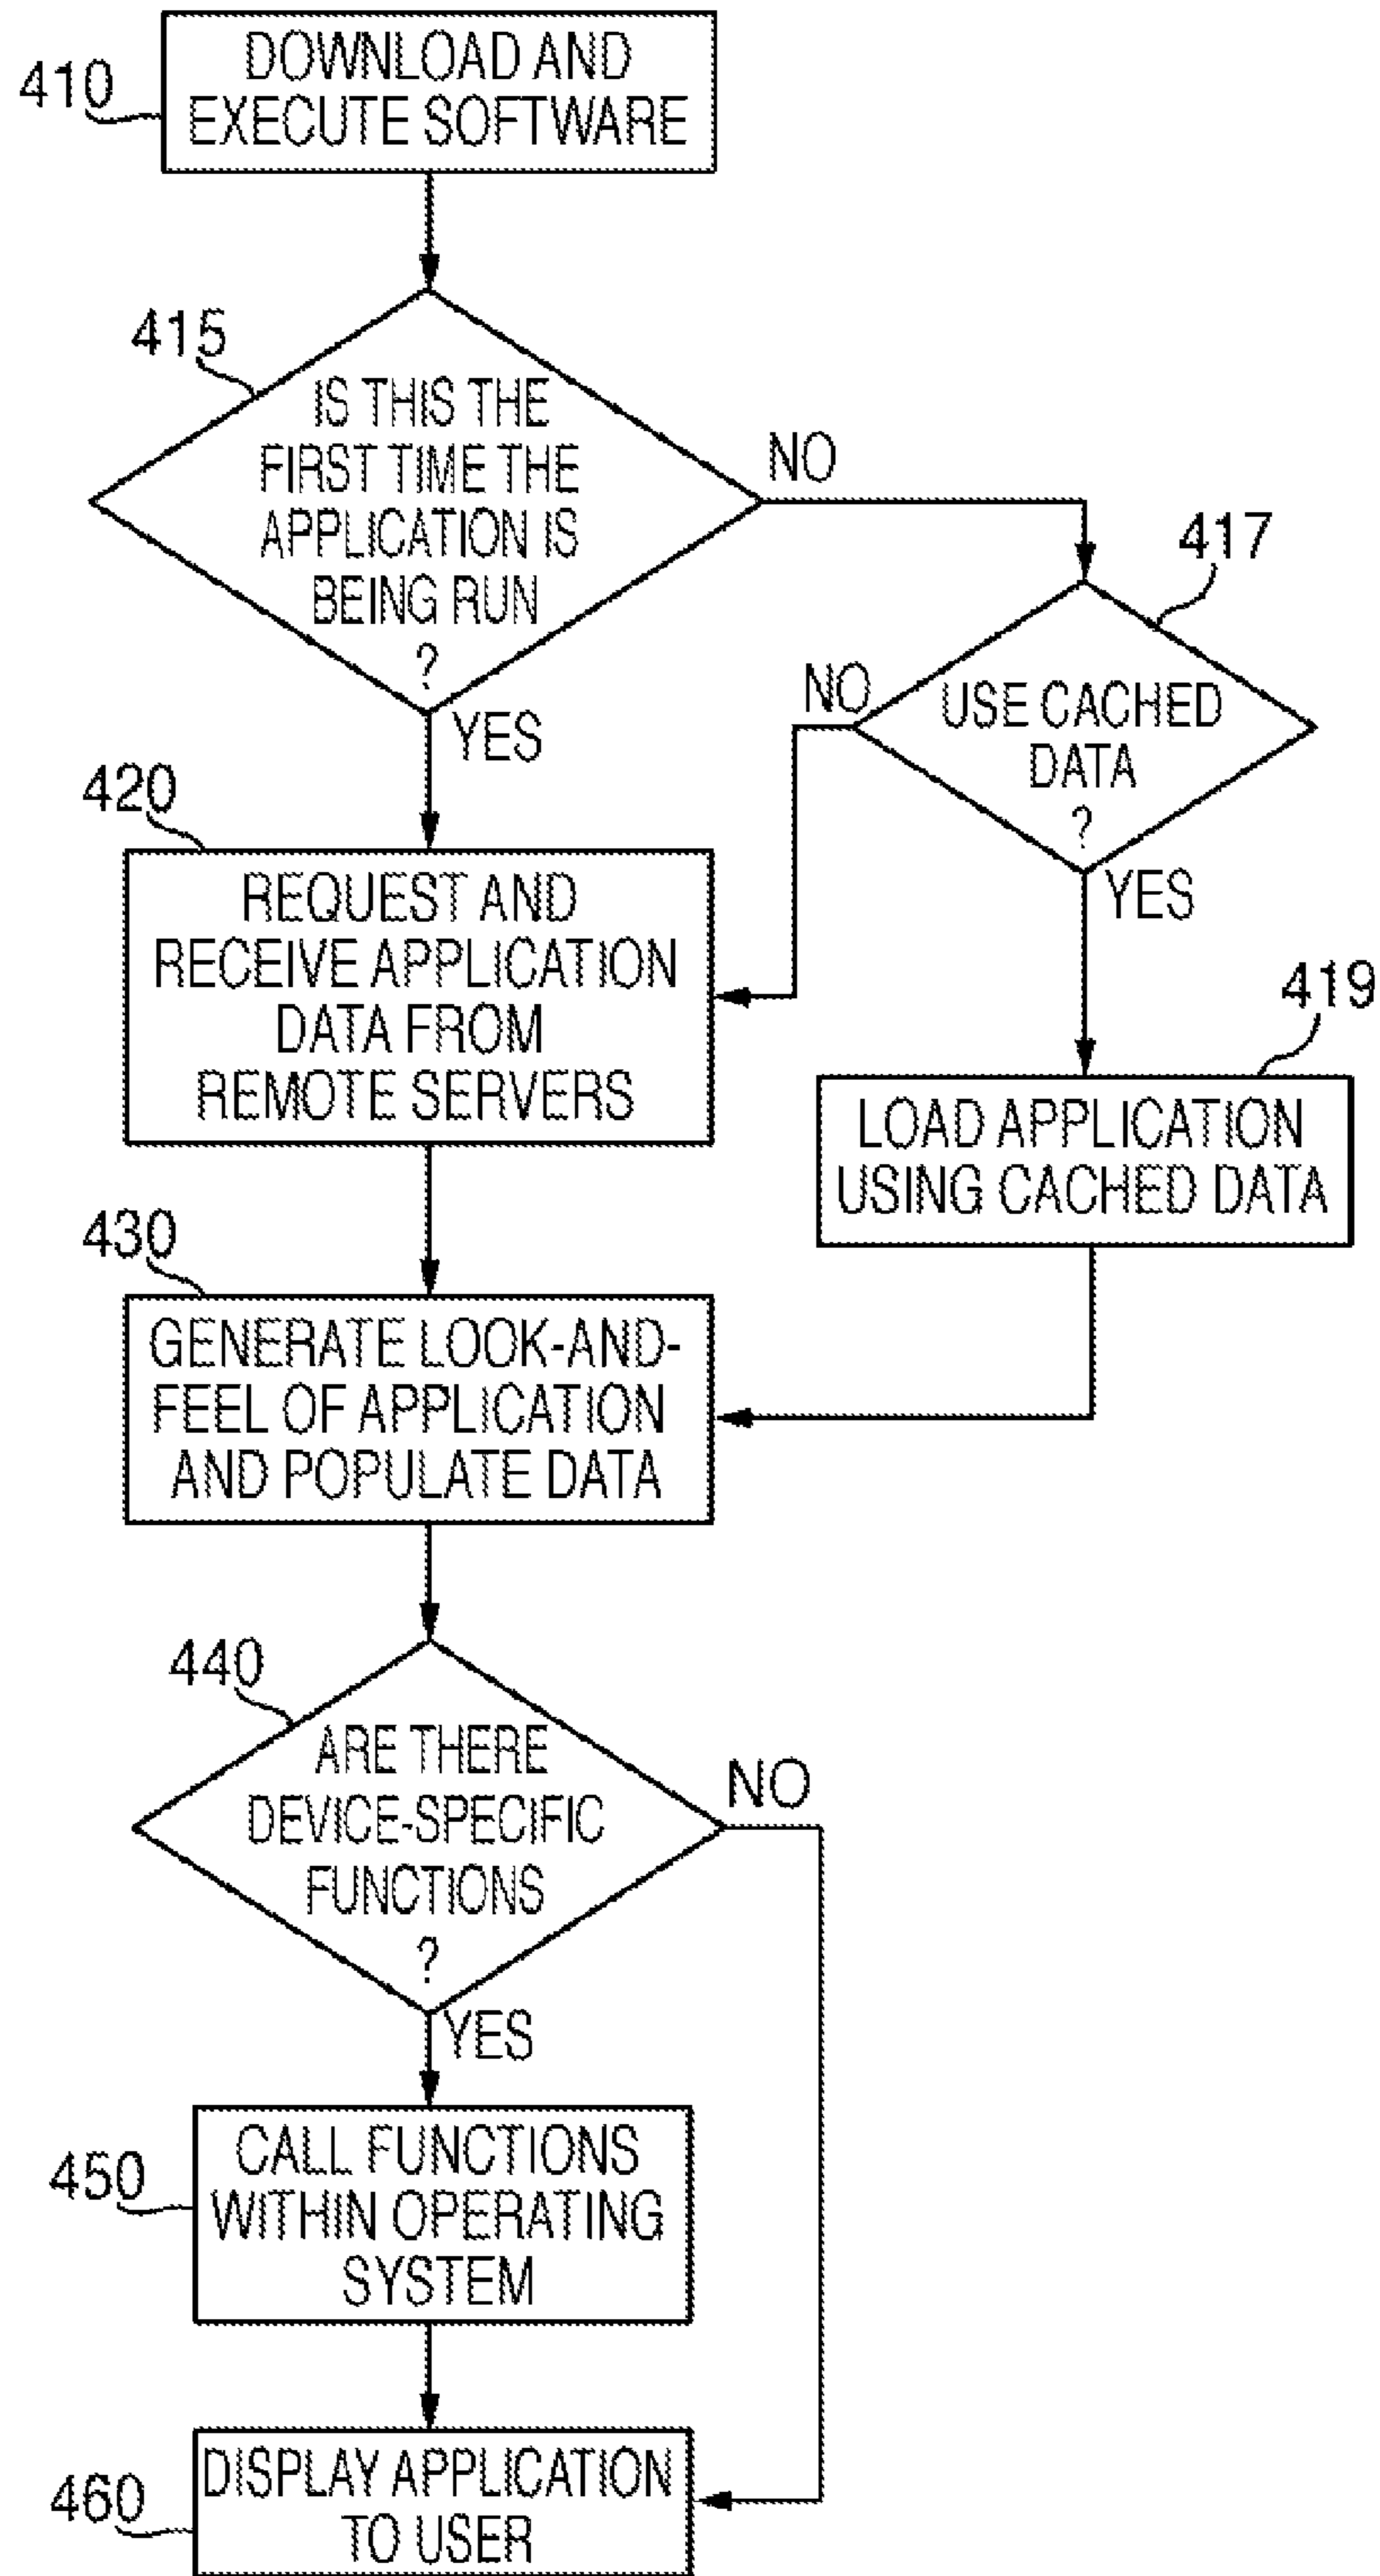 410
DOWNLOAD AND
EXECUTE SOFTWARE
415
IS THIS THE
FIRST TIME THE
APPLICATION IS
BEING RUN
?
NO
YES
417
USE CACHED
DATA
?
NO
YES
420
REQUEST AND
RECEIVE APPLICATION
DATA FROM
REMOTE SERVERS
419
LOAD APPLICATION
USING CACHED DATA
430
GENERATE LOOK-AND-
FEEL OF APPLICATION
AND POPULATE DATA
440
ARE THERE
DEVICE-SPECIFIC
FUNCTIONS
?
NO
YES
450
CALL FUNCTIONS
WITHIN OPERATING
SYSTEM
460
DISPLAY APPLICATION
TO USER